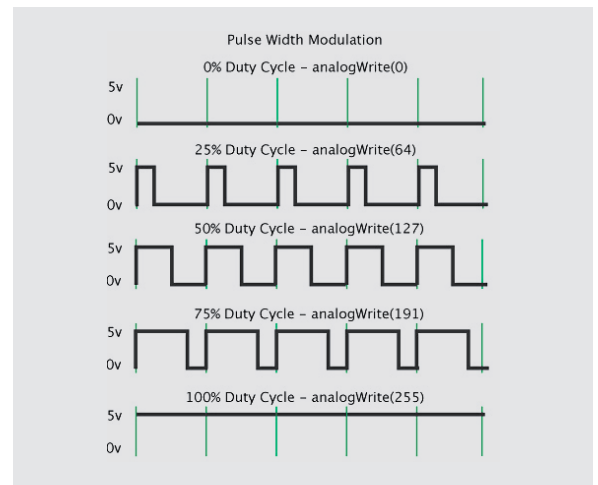 Pulse Width Modulation
0% Duty Cycle – analogWrite(0)
5v
0v
25% Duty Cycle – analogWrite(64)
5v
0v
50% Duty Cycle – analogWrite(127)
5v
0v
75% Duty Cycle – analogWrite(191)
5v
0v
100% Duty Cycle – analogWrite(255)
5v
0v